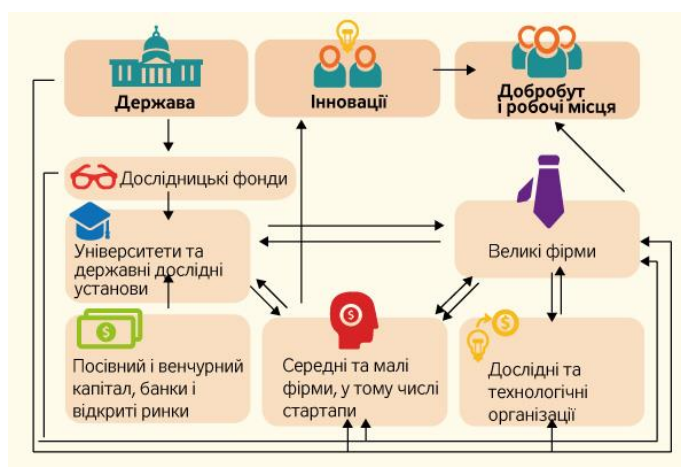 Держава
Інновації
Добробут
і робочі місця
Дослідницькі фонди
Університети та
державні дослідні
установи
Великі фірми
$
Посівний і венчурний
капітал, банки і
відкриті ринки
$
Середні та малі
фірми, у тому числі
стартапи
$
Дослідні та
технологічні
організації